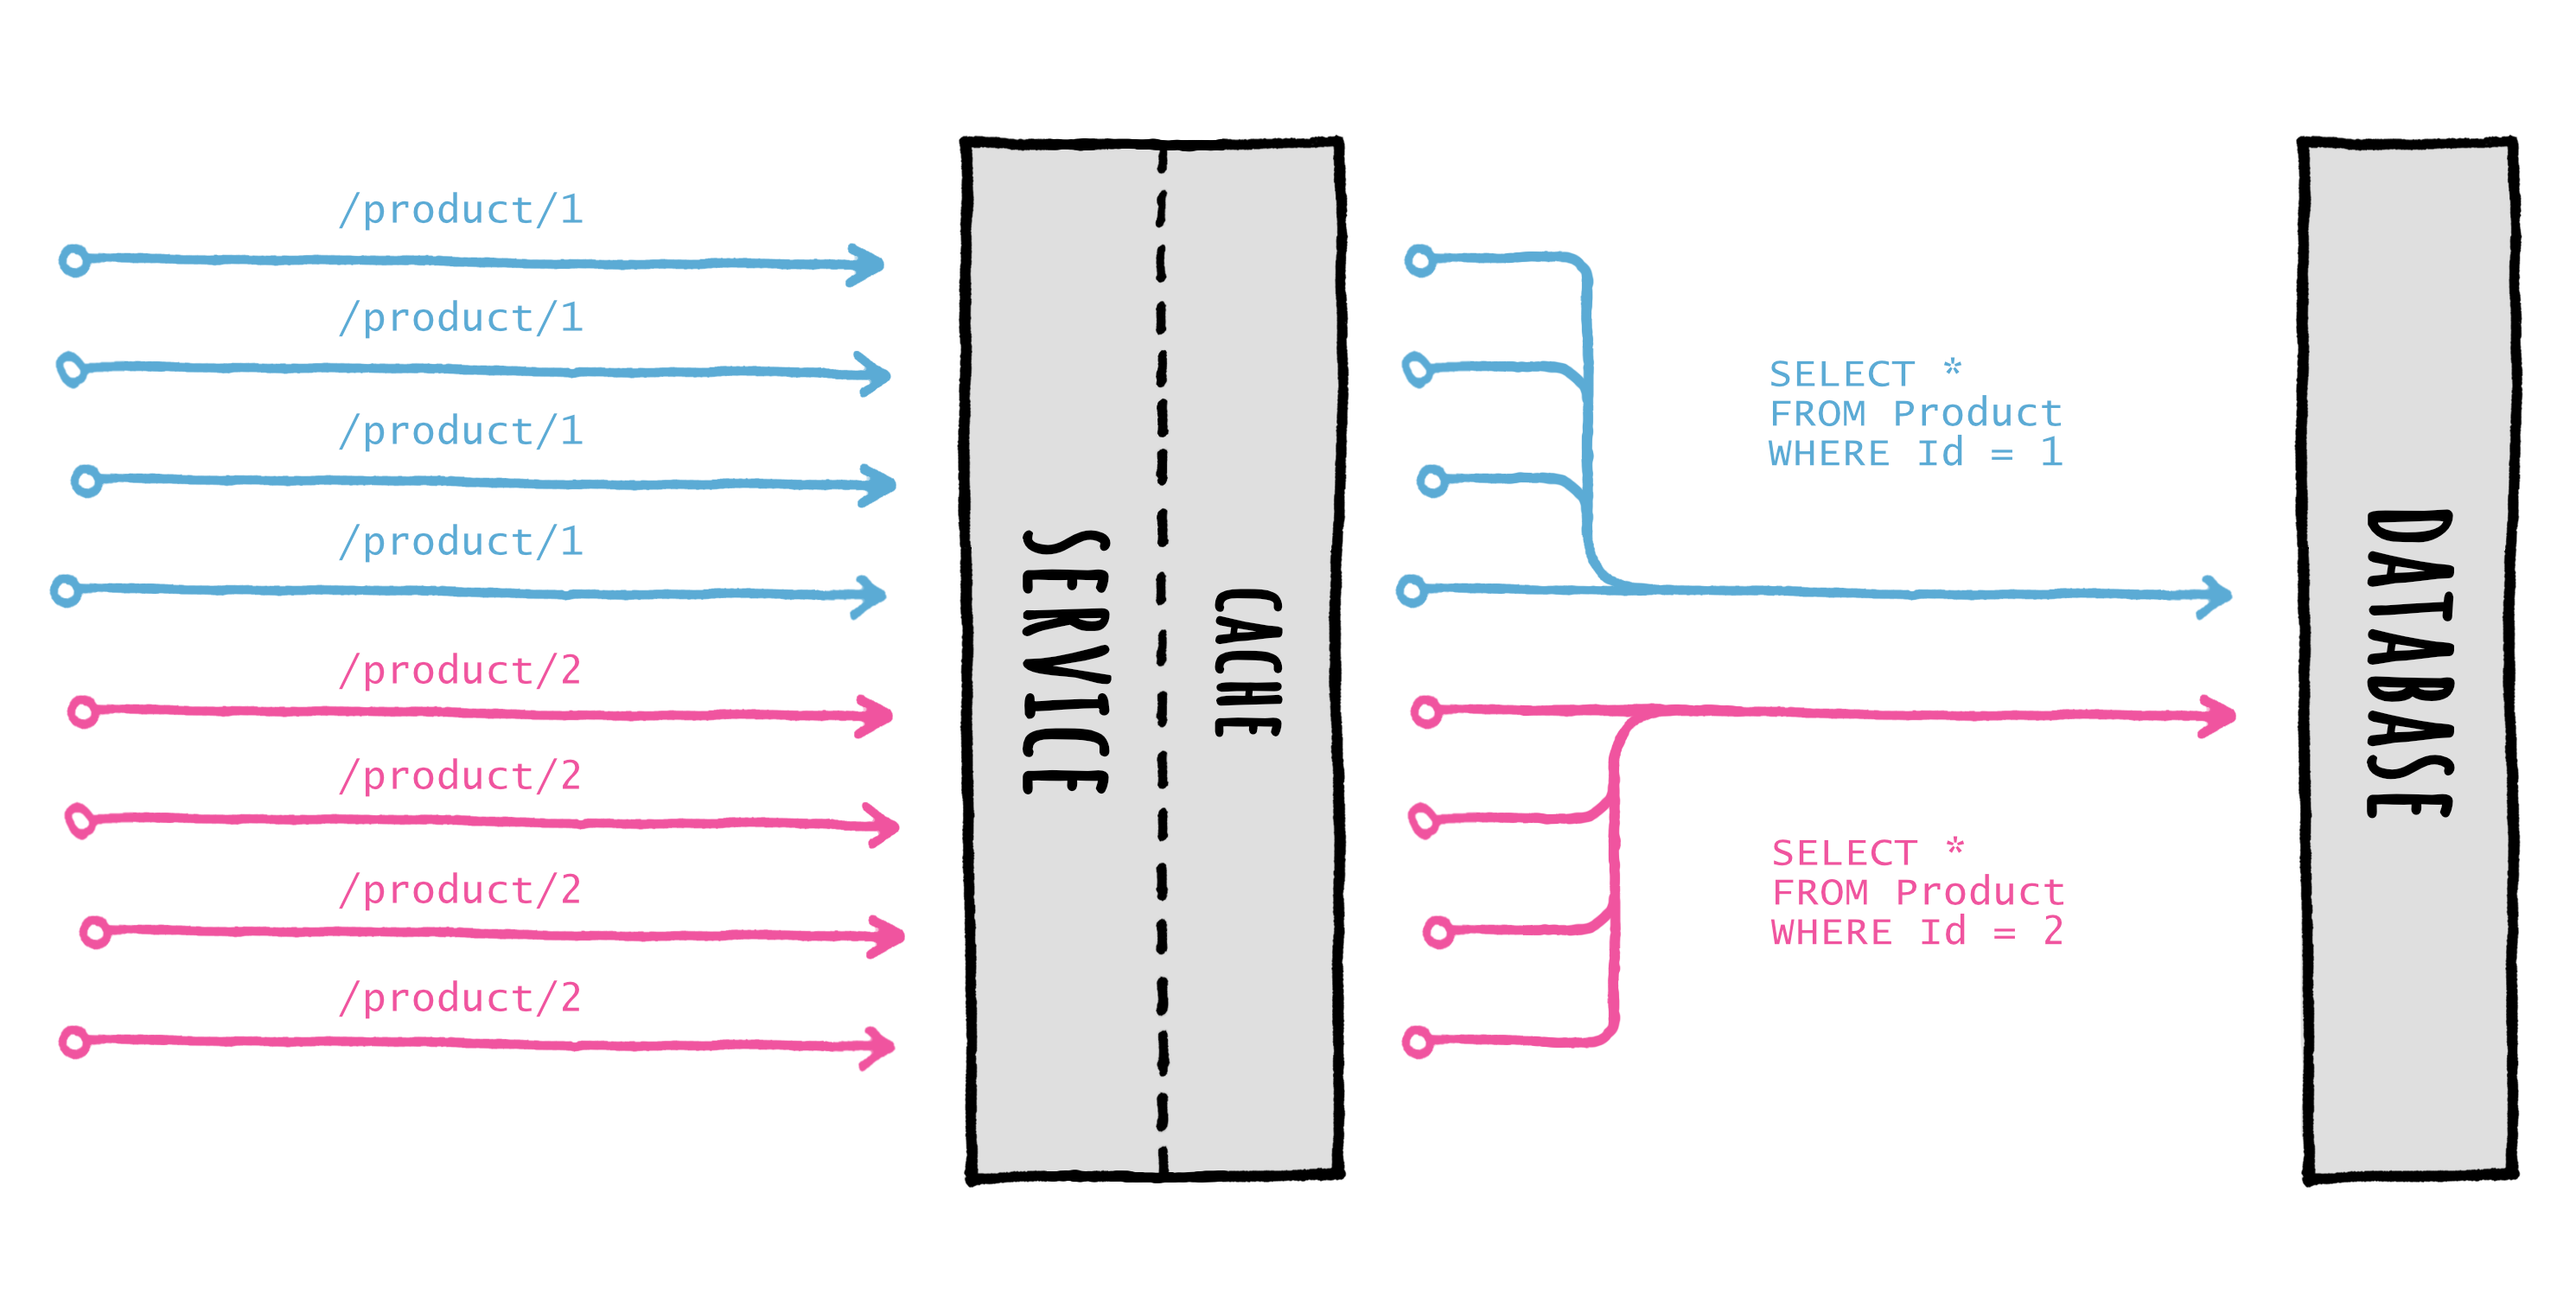 /product/1
/product/1
/product/1
/product/1
/product/2
/product/2
/product/2
/product/2
SERVICE
CACHE
SELECT *
FROM Product
WHERE Id = 1
SELECT *
FROM Product
WHERE Id = 2
DATABASE